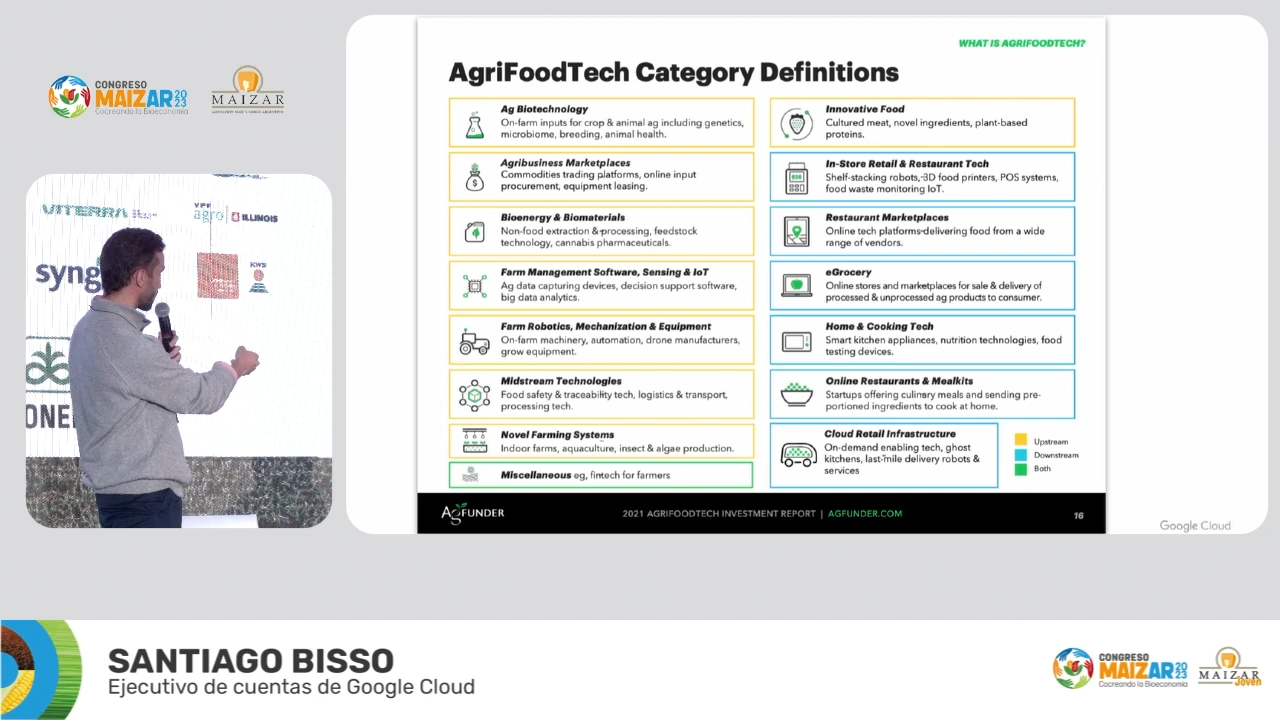 CONGRESO
MAIZAR 2023
Cocreando la Bioeconomía
MAIZAR
VITERRA
YPF
agro
ILLINOIS
syng
KWS
ONE
WHAT IS AGRIFOODTECH?
AgriFoodTech Category Definitions
Ag Biotechnology
On-farm inputs for crop & animal ag including genetics,
microbiome, breeding, animal health.
Agribusiness Marketplaces
Commodities trading platforms, online input
procurement, equipment leasing.
Bioenergy & Biomaterials
Non-food extraction & processing, feedstock
technology, cannabis pharmaceuticals.
Farm Management Software, Sensing & IoT
Ag data capturing devices, decision support software,
big data analytics.
Farm Robotics, Mechanization & Equipment
On-farm machinery, automation, drone manufacturers,
grow equipment.
Midstream Technologies
Food safety & traceability tech, logistics & transport,
processing tech.
Novel Farming Systems
Indoor farms, aquaculture, insect & algae production.
Miscellaneous eg, fintech for farmers
Innovative Food
Cultured meat, novel ingredients, plant-based
proteins.
In-Store Retail & Restaurant Tech
Shelf-stacking robots, 3D food printers, POS systems,
food waste monitoring IoT.
Restaurant Marketplaces
Online tech platforms delivering food from a wide
range of vendors.
eGrocery
Online stores and marketplaces for sale & delivery of
processed & unprocessed ag products to consumer.
Home & Cooking Tech
Smart kitchen appliances, nutrition technologies, food
testing devices.
Online Restaurants & Mealkits
Startups offering culinary meals and sending pre-
portioned ingredients to cook at home.
Cloud Retail Infrastructure
On-demand enabling tech, ghost
kitchens, last-mile delivery robots &
services
Upstream
Downstream
Both
AgFUNDER
2021 AGRIFOODTECH INVESTMENT REPORT | AGFUNDER.COM
16
Google Cloud
SANTIAGO BISSO
Ejecutivo de cuentas de Google Cloud
CONGRESO
MAIZAR 2023
Cocreando la Bioeconomía
MAIZAR
Joven